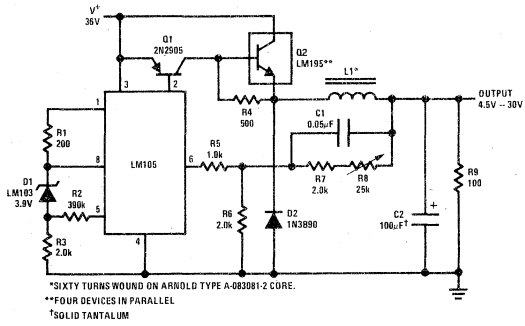 V+
36V
Q1
2N2905
Q2
LM195**
L1*
OUTPUT
4.5V – 30V
3
2
1
R4
500
C1
0.05µF
R1
200
LM105
R5
1.0k
8
6
R7
2.0k
R8
25k
R9
100
D1
LM103
3.9V
R2
390k
5
R6
2.0k
D2
1N3890
C2
100µF†
+
R3
2.0k
4
*SIXTY TURNS WOUND ON ARNOLD TYPE A-083081-2 CORE.
**FOUR DEVICES IN PARALLEL
†SOLID TANTALUM